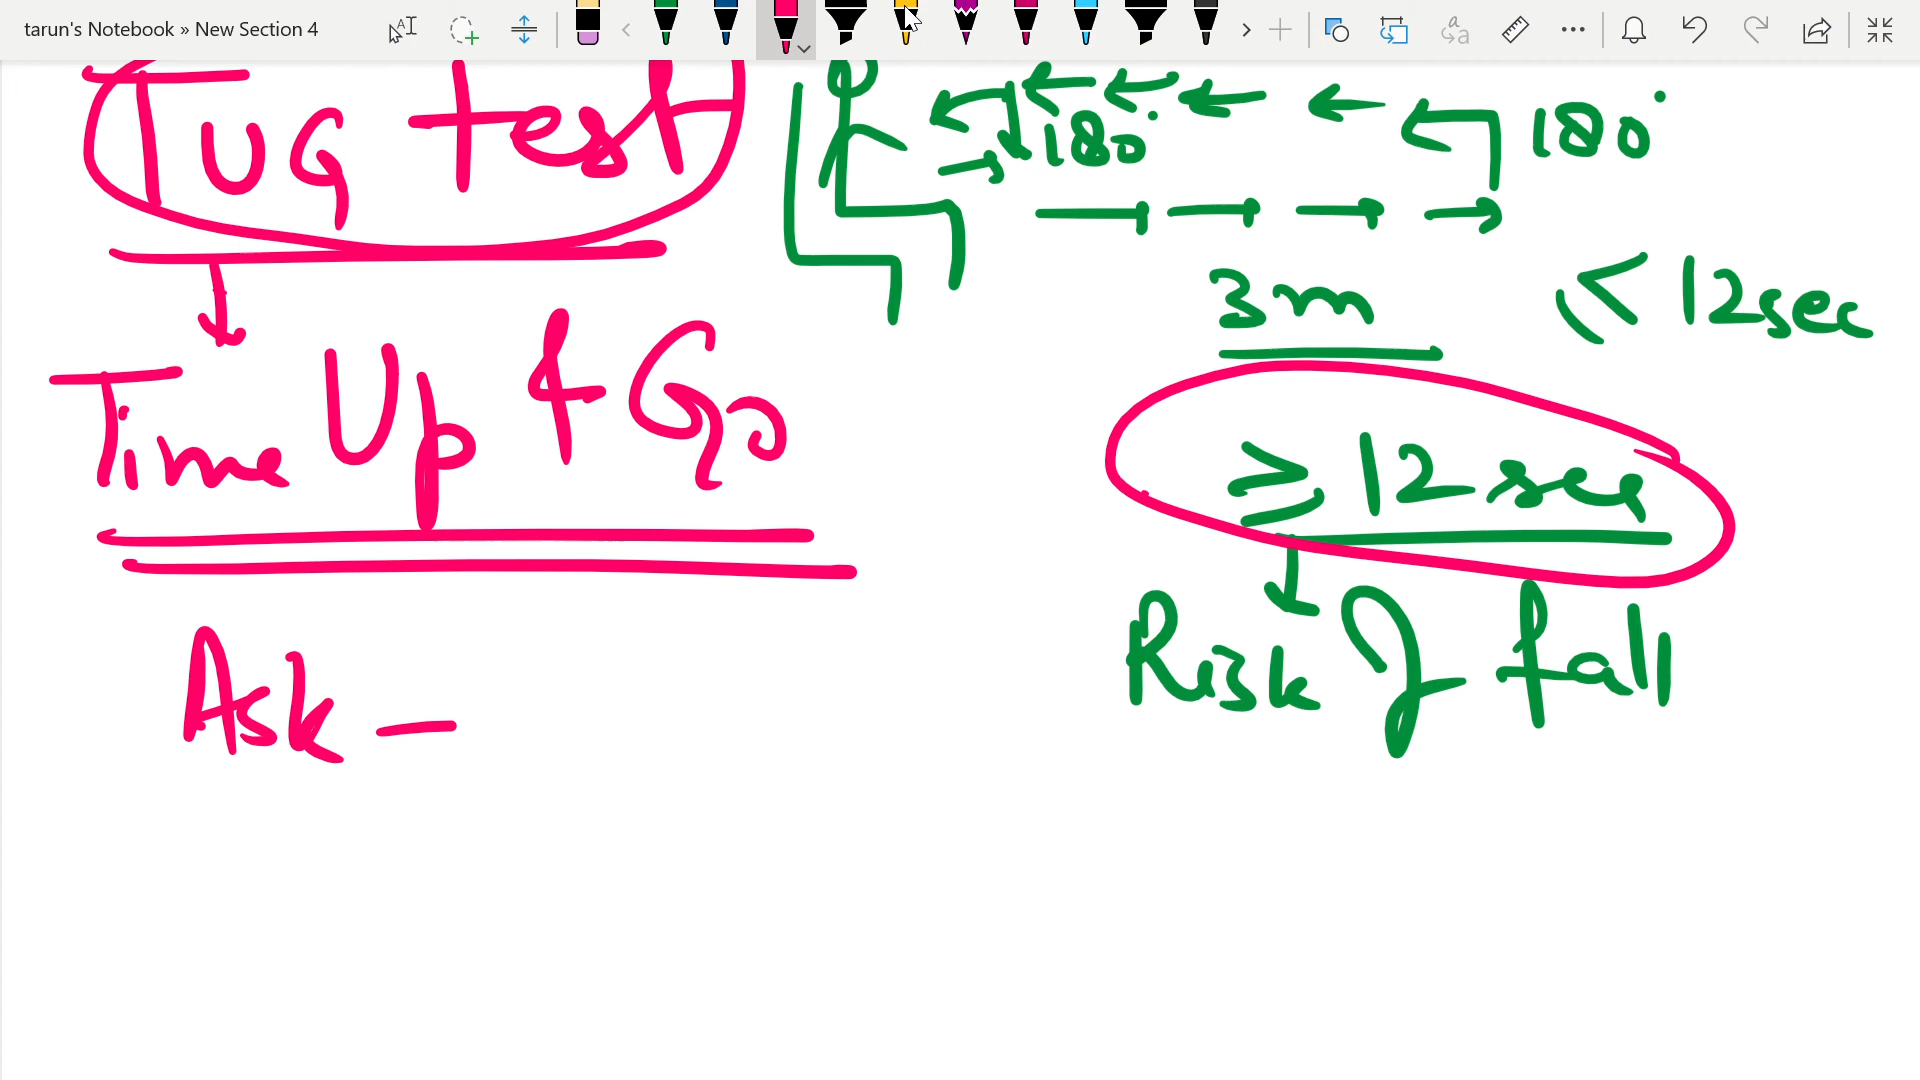 tarun's Notebook » New Section 4
TUG test
180°
180°
3m
< 12sec
Time Up & Go
≥ 12 sec
Risk of fall
Ask –